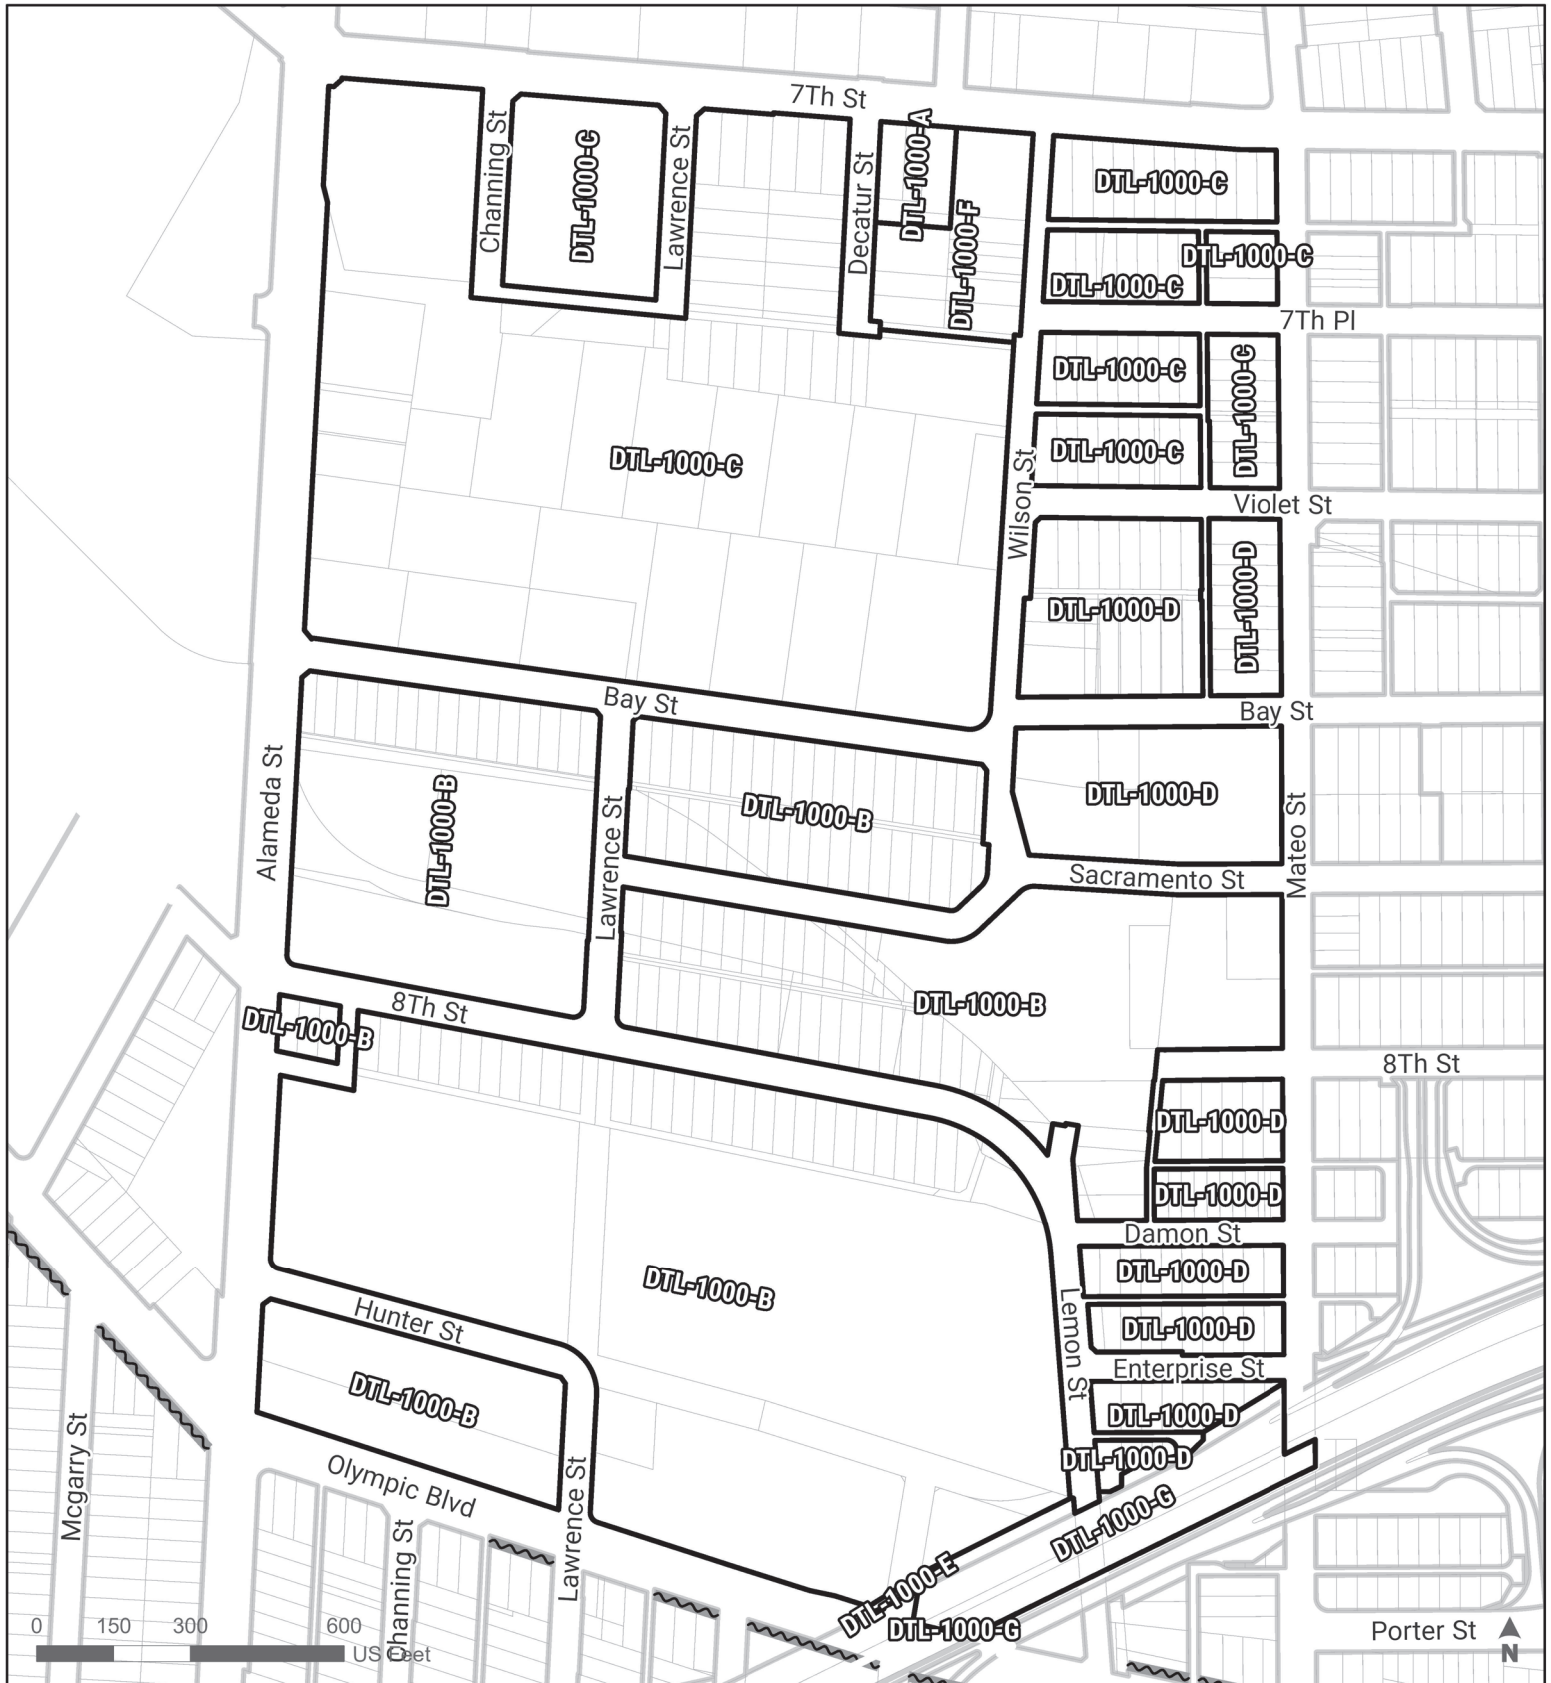 7Th St
Channing St
DTL-1000-C
Lawrence St
Decatur St
DTL-1000-A
DTL-1000-F
DTL-1000-C
DTL-1000-C
DTL-1000-C
7Th Pl
DTL-1000-C
DTL-1000-C
DTL-1000-C
DTL-1000-C
Wilson St
Violet St
DTL-1000-D
DTL-1000-D
Bay St
Bay St
Alameda St
DTL-1000-B
Lawrence St
DTL-1000-B
DTL-1000-D
Mateo St
Sacramento St
8Th St
DTL-1000-B
DTL-1000-B
8Th St
DTL-1000-D
DTL-1000-D
Damon St
DTL-1000-D
DTL-1000-B
Lemon St
DTL-1000-D
Hunter St
Enterprise St
DTL-1000-B
DTL-1000-D
DTL-1000-D
Mcgarry St
Olympic Blvd
Lawrence St
Channing St
DTL-1000-G
DTL-1000-E
DTL-1000-G
0 150 300 600
US Feet
Porter St
N